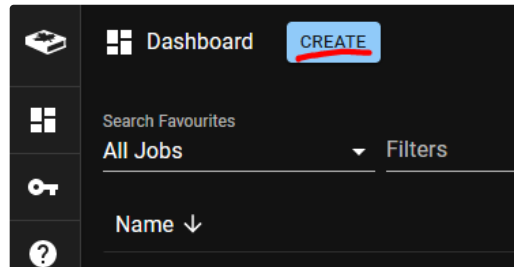 Dashboard CREATE
Search Favourites
All Jobs Filters
Name ↓